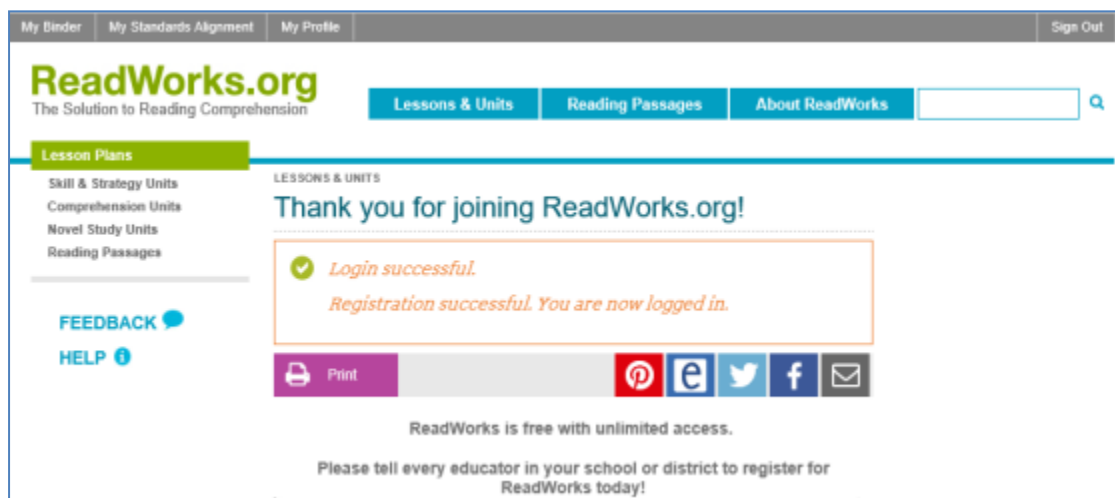 My Binder My Standards Alignment My Profile Sign Out
ReadWorks.org
The Solution to Reading Comprehension
Lessons & Units Reading Passages About ReadWorks
Lesson Plans
Skill & Strategy Units
Comprehension Units
Novel Study Units
Reading Passages
FEEDBACK
HELP
LESSONS & UNITS
Thank you for joining ReadWorks.org!
Login successful.
Registration successful. You are now logged in.
Print
ReadWorks is free with unlimited access.
Please tell every educator in your school or district to register for
ReadWorks today!